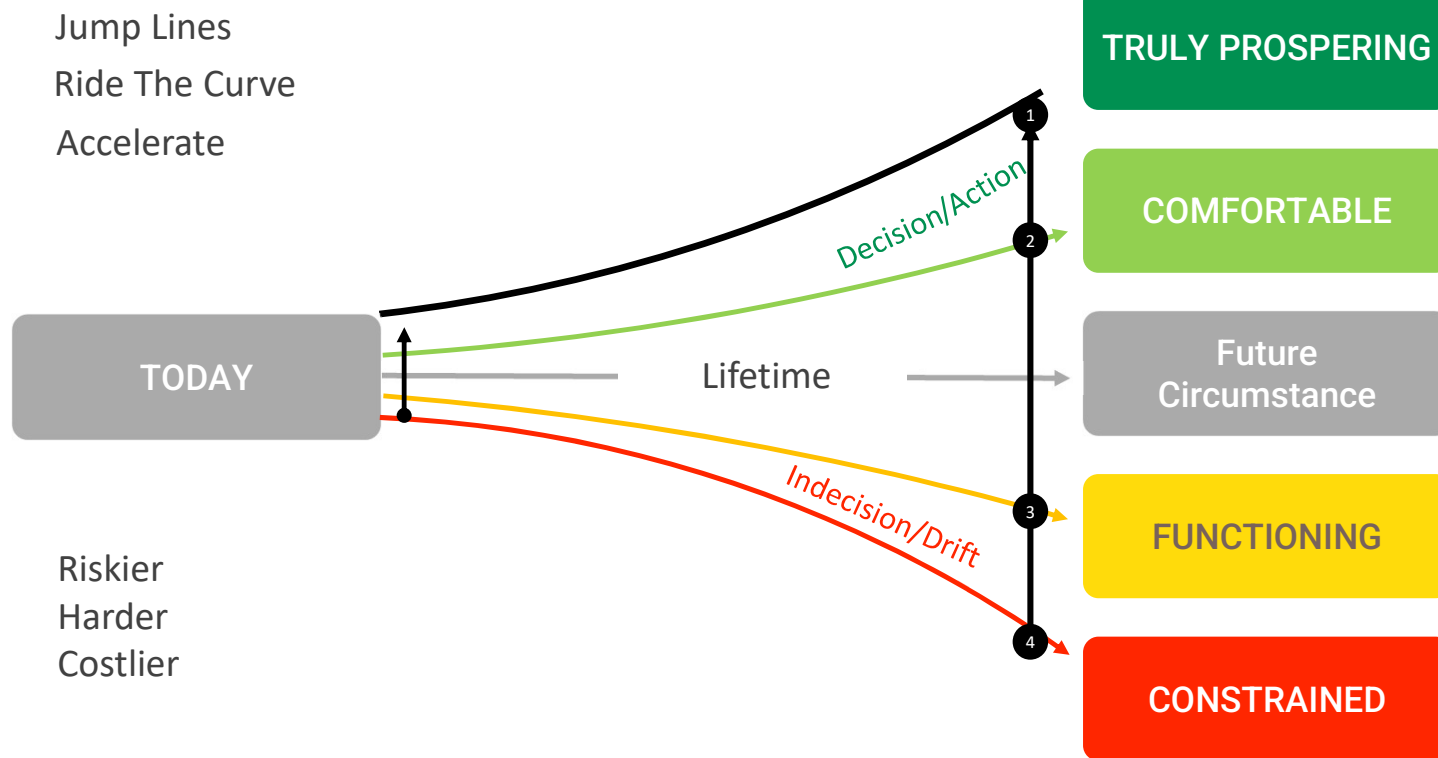 Jump Lines
Ride The Curve
Accelerate
TRULY PROSPERING
1
Decision/Action
COMFORTABLE
2
TODAY
Lifetime
Future
Circumstance
Indecision/Drift
3
FUNCTIONING
Riskier
Harder
Costlier
4
CONSTRAINED